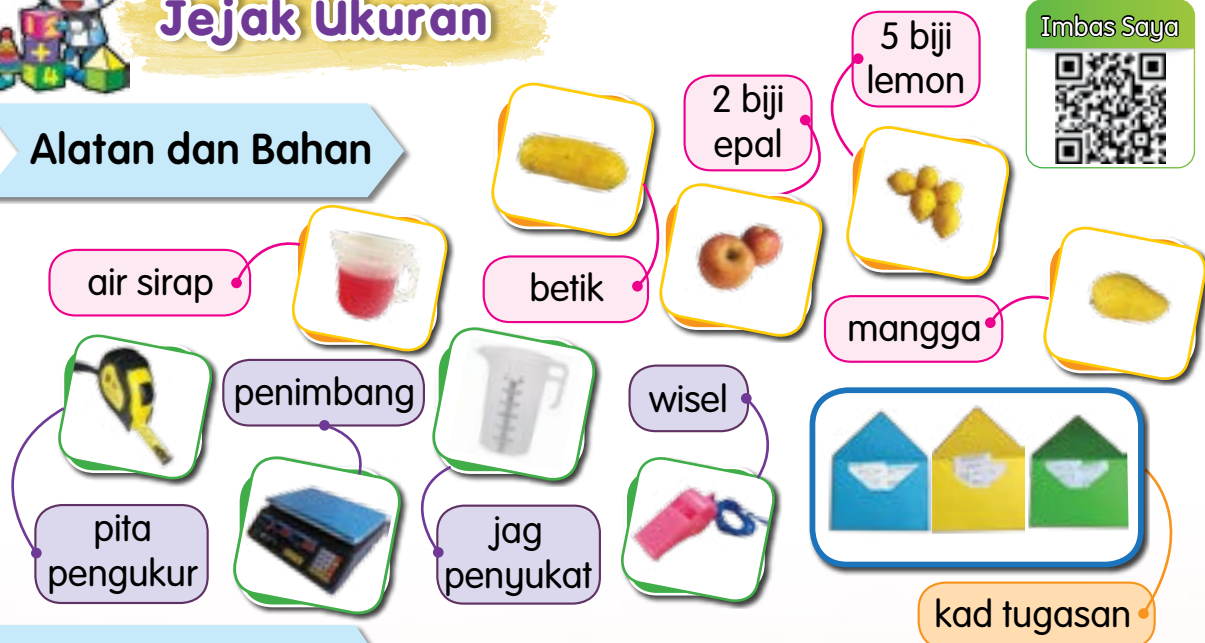 Jejak Ukuran
Imbas Saya
Alatan dan Bahan
5 biji
lemon
2 biji
epal
air sirap
betik
mangga
penimbang
wisel
pita
pengukur
jag
penyukat
kad tugasan